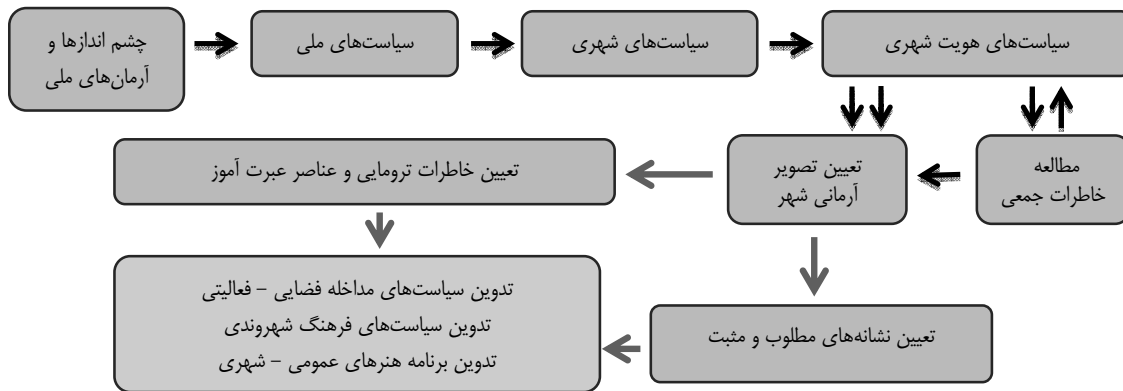 چشم اندازها و
آرمان‌های ملی
سیاست‌های ملی
سیاست‌های شهری
سیاست‌های هویت شهری
مطالعه
خاطرات جمعی
تعیین تصویر
آرمانی شهر
تعیین خاطرات ترومایی و عناصر عبرت آموز
تعیین نشانه‌های مطلوب و مثبت
تدوین سیاست‌های مداخله فضایی – فعالیتی
تدوین سیاست‌های فرهنگ شهروندی
تدوین برنامه هنرهای عمومی – شهری